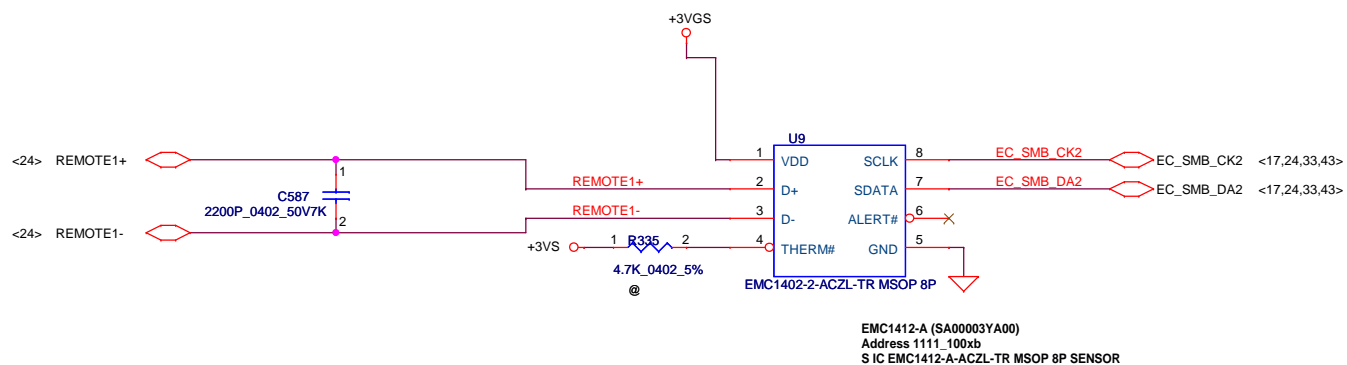 +3VGS
U9
<24> REMOTE1+
1
C587
2200P_0402_50V7K
2
<24> REMOTE1-
REMOTE1+
REMOTE1-
+3VS
1 R335 2
4.7K_0402_5%
@
1 VDD SCLK 8
2 D+ SDATA 7
3 D- ALERT# 6
4 THERM# GND 5
EMC1402-2-ACZL-TR MSOP 8P
EC_SMB_CK2
EC_SMB_CK2 <17,24,33,43>
EC_SMB_DA2
EC_SMB_DA2 <17,24,33,43>
EMC1412-A (SA00003YA00)
Address 1111_100xb
S IC EMC1412-A-ACZL-TR MSOP 8P SENSOR